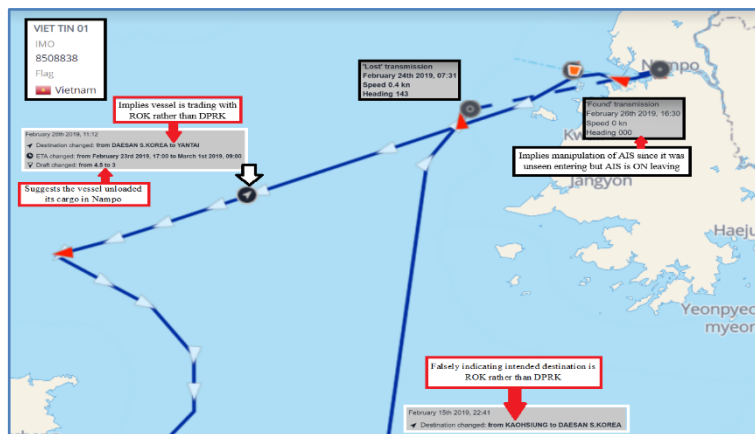 VIET TIN 01
IMO
8508838
Flag
Vietnam
'Lost' transmission
February 24th 2019, 07:31
Speed 0.4 kn
Heading 143
Nampo
Implies vessel is trading with
ROK rather than DPRK
'Found' transmission
February 26th 2019, 16:30
Speed 0 kn
Heading 000
Kw
February 28th 2019, 11:12
Destination changed: from DAESAN S.KOREA to YANTAI
ETA changed: from February 23rd 2019, 17:00 to March 1st 2019, 09:00
Draft changed: from 4.5 to 3
Implies manipulation of AIS since it was
unseen entering but AIS is ON leaving
Jangyon
Suggests the vessel unloaded
its cargo in Nampo
Haeju
Yeonpyeo
myeon
Falsely indicating intended destination is
ROK rather than DPRK
February 15th 2019, 22:41
Destination changed: from KAOHSIUNG to DAESAN S.KOREA